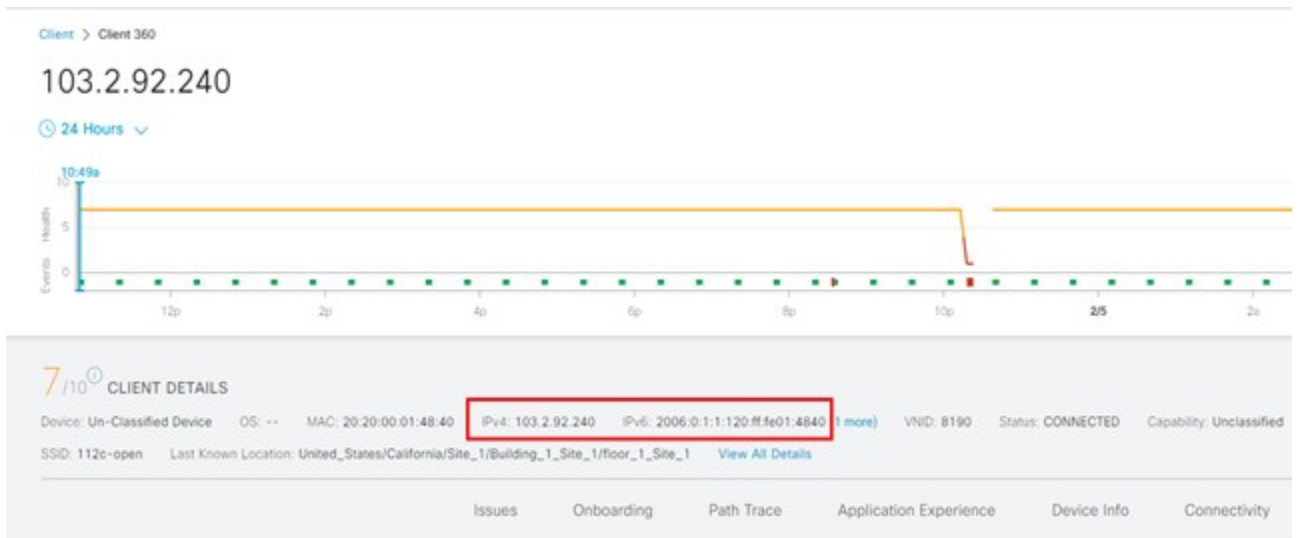 Client > Client 360
103.2.92.240
24 Hours
10:49a
10
5
0
Health
Events
12p 2p 4p 6p 8p 10p 2/5 2a
7/10 CLIENT DETAILS
Device: Un-Classified Device OS: -- MAC: 20:20:00:01:48:40 IPv4: 103.2.92.240 IPv6: 2006:0:1:1:120:ff:fe01:4840 (1 more) VNID: 8190 Status: CONNECTED Capability: Unclassified
SSID: 112c-open Last Known Location: United_States/California/Site_1/Building_1_Site_1/floor_1_Site_1 View All Details
Issues Onboarding Path Trace Application Experience Device Info Connectivity